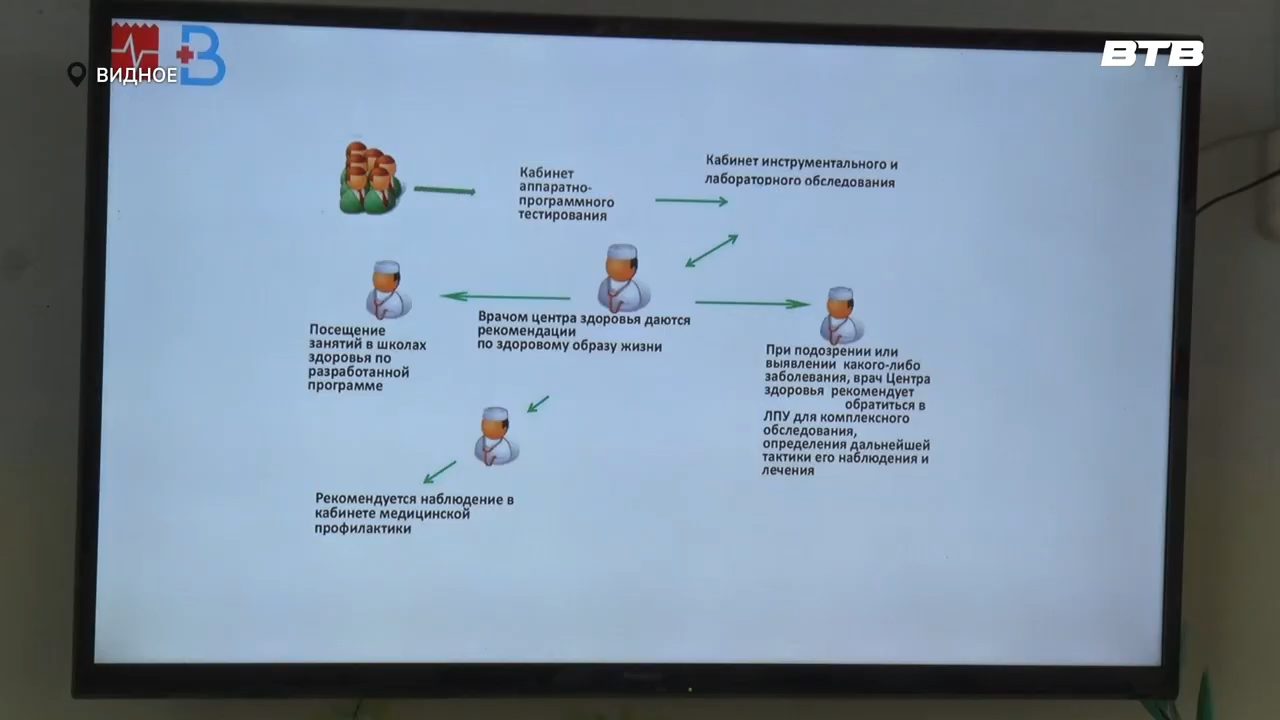 ВТВ
В
ВИДНОЕ
Кабинет
аппаратно-
программного
тестирования
Кабинет инструментального и
лабораторного обследования
Врачом центра здоровья даются
рекомендации
по здоровому образу жизни
Посещение
занятий в школах
здоровья по
разработанной
программе
При подозрении или
выявлении какого-либо
заболевания, врач Центра
здоровья рекомендует
обратиться в
ЛПУ для комплексного
обследования,
определения дальнейшей
тактики его наблюдения и
лечения
Рекомендуется наблюдение в
кабинете медицинской
профилактики